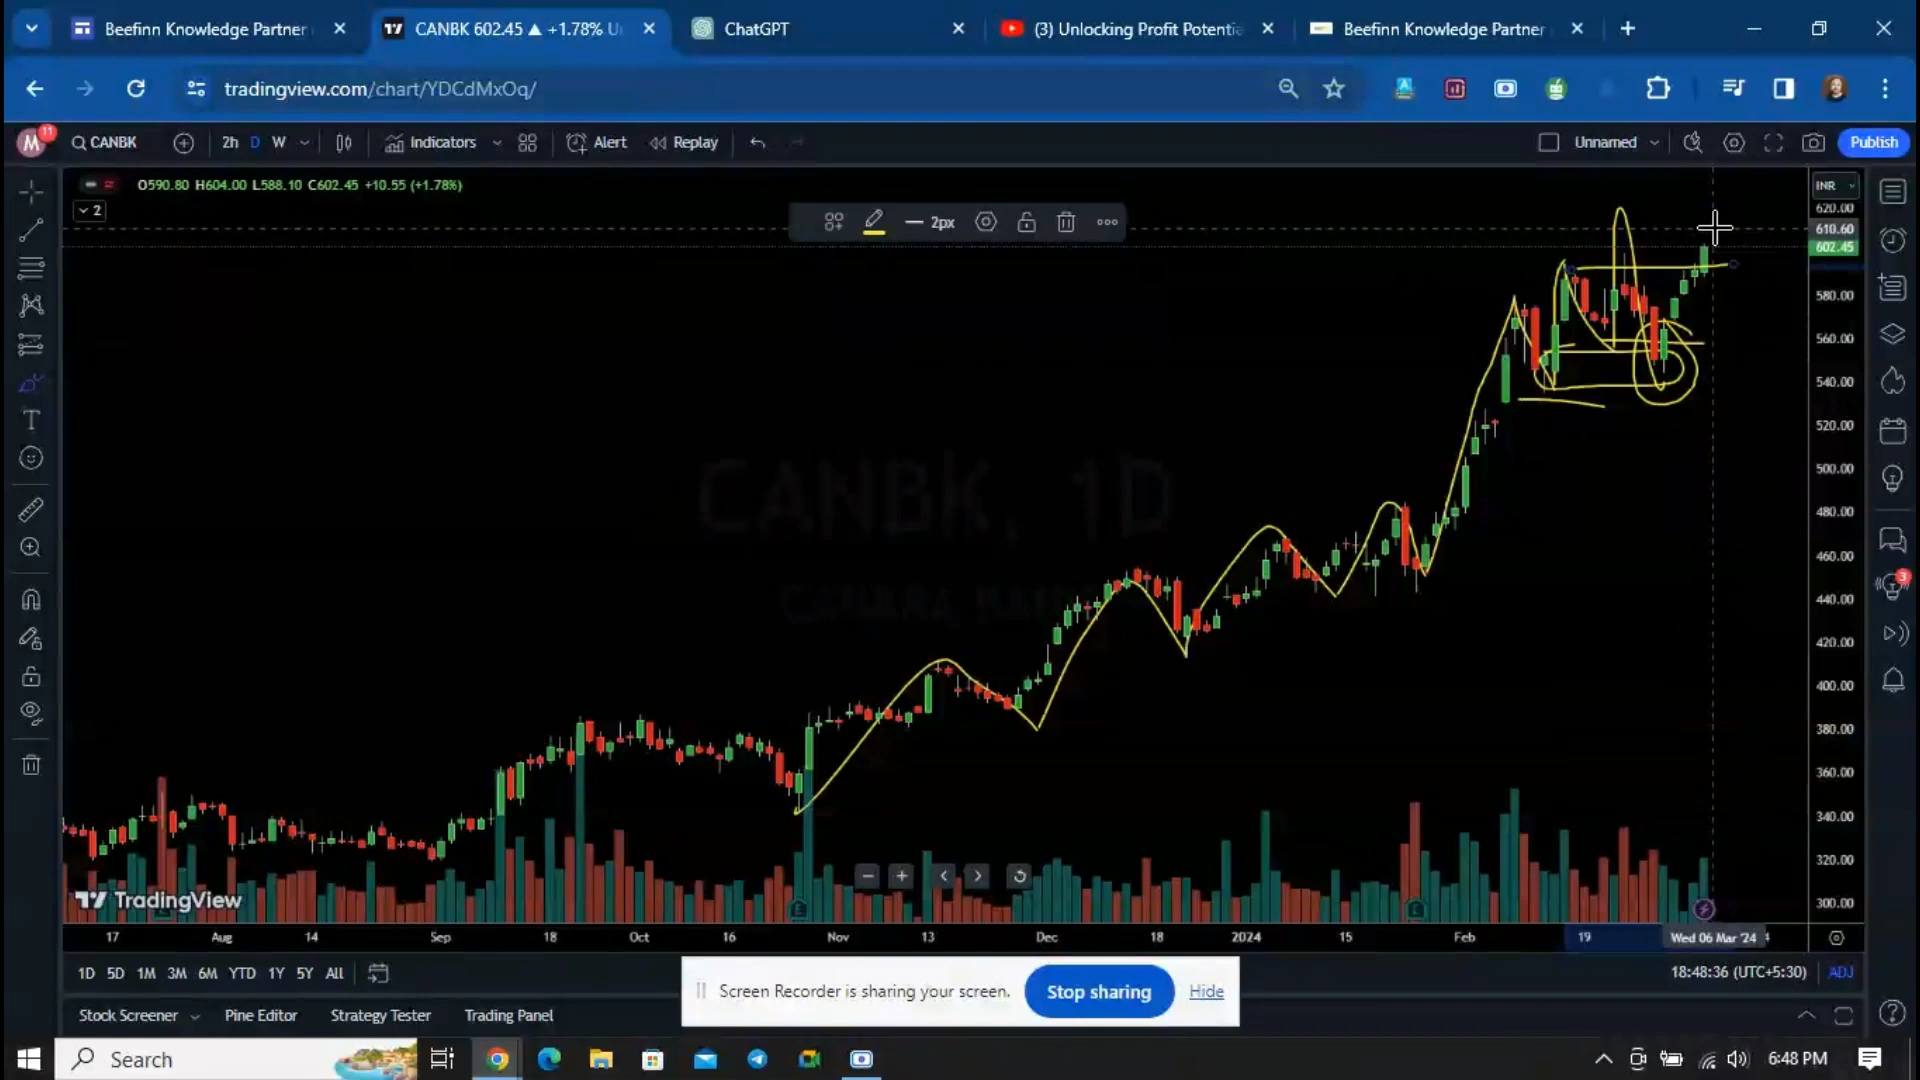 Beefinn Knowledge Partner
CANBK 602.45 ▲ +1.78% U
ChatGPT
(3) Unlocking Profit Potentia
Beefinn Knowledge Partner
tradingview.com/chart/YDCdMxOq/
M
11
CANBK
2h
D
W
Indicators
Alert
Replay
Unnamed
Publish
O590.80 H604.00 L588.10 C602.45 +10.55 (+1.78%)
2
2px
INR
620.00
610.60
602.45
580.00
560.00
540.00
520.00
500.00
480.00
460.00
440.00
420.00
400.00
380.00
360.00
340.00
320.00
300.00
CANBK, 1D
CANARA BANK
3
TradingView
E
E
17
Aug
14
Sep
18
Oct
16
Nov
13
Dec
18
2024
15
Feb
19
Wed 06 Mar '24
1D 5D 1M 3M 6M YTD 1Y 5Y All
18:48:36 (UTC+5:30)
ADJ
Screen Recorder is sharing your screen.
Stop sharing
Hide
Stock Screener
Pine Editor
Strategy Tester
Trading Panel
Search
6:48 PM